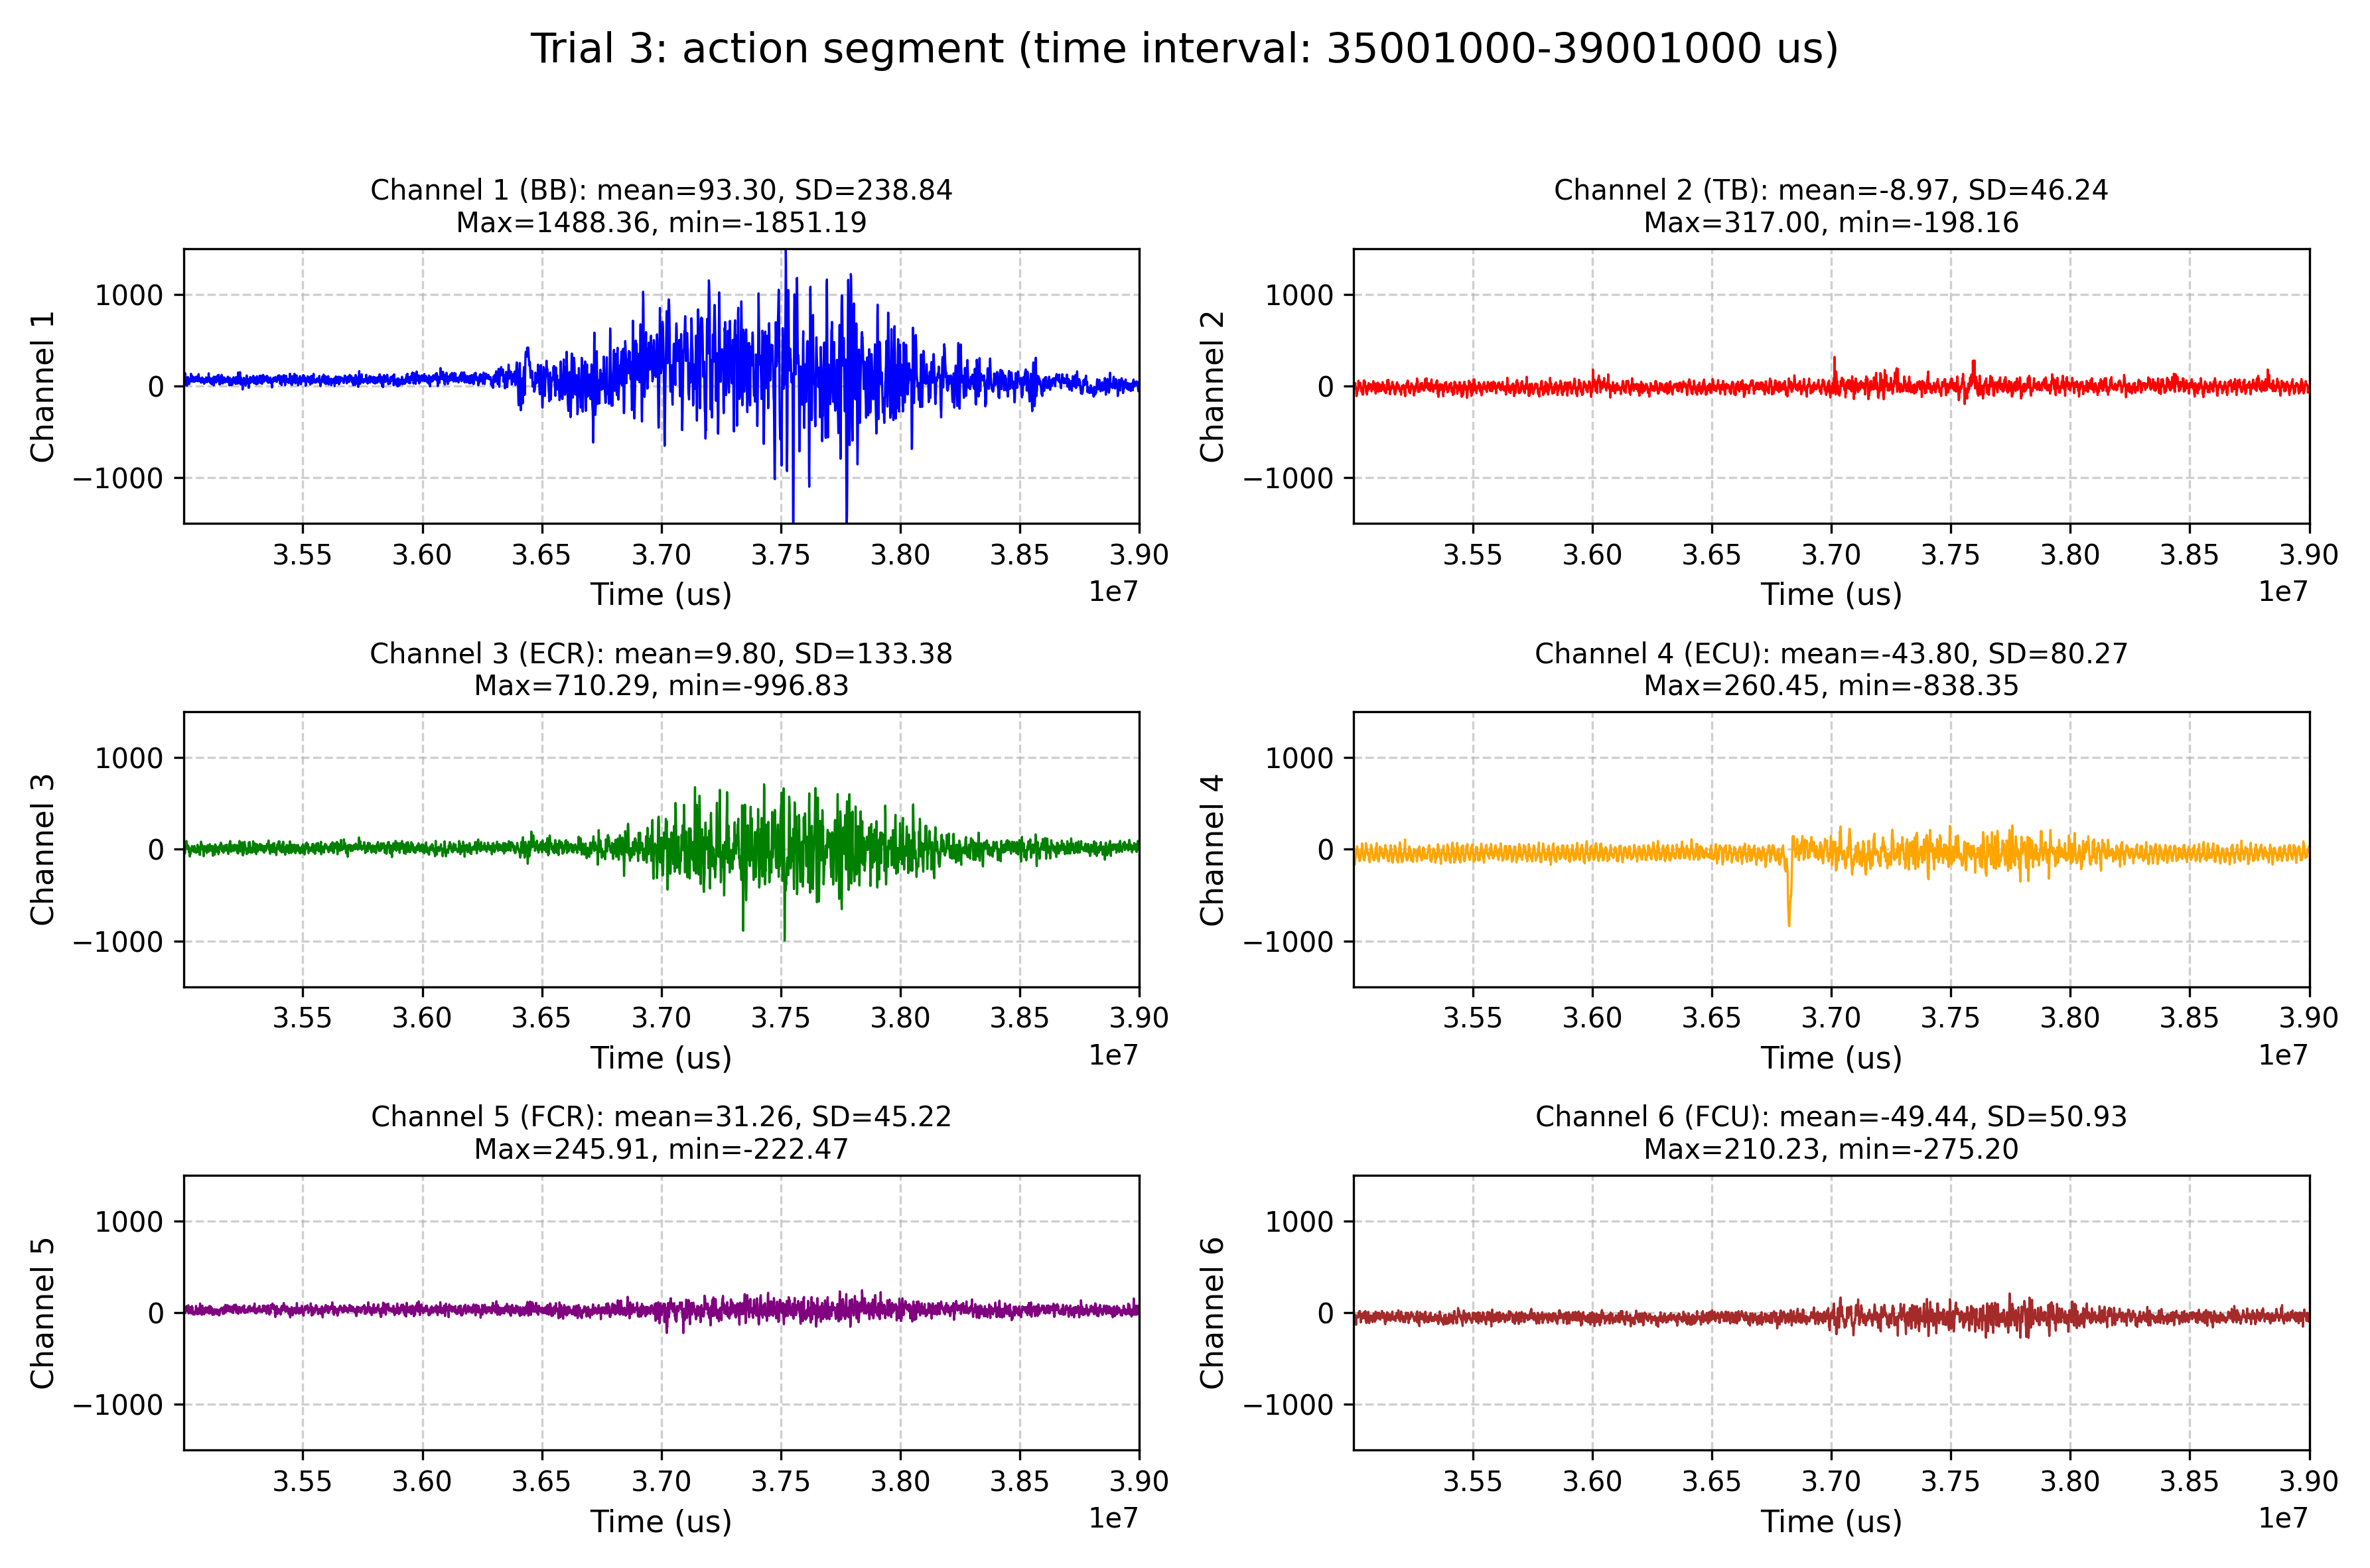 Trial 3: action segment (time interval: 35001000-39001000 us)
Channel 1 (BB): mean=93.30, SD=238.84
Max=1488.36, min=-1851.19
Channel 1
1000
0
−1000
3.55 3.60 3.65 3.70 3.75 3.80 3.85 3.90
1e7
Time (us)
Channel 2 (TB): mean=-8.97, SD=46.24
Max=317.00, min=-198.16
Channel 2
1000
0
−1000
3.55 3.60 3.65 3.70 3.75 3.80 3.85 3.90
1e7
Time (us)
Channel 3 (ECR): mean=9.80, SD=133.38
Max=710.29, min=-996.83
Channel 3
1000
0
−1000
3.55 3.60 3.65 3.70 3.75 3.80 3.85 3.90
1e7
Time (us)
Channel 4 (ECU): mean=-43.80, SD=80.27
Max=260.45, min=-838.35
Channel 4
1000
0
−1000
3.55 3.60 3.65 3.70 3.75 3.80 3.85 3.90
1e7
Time (us)
Channel 5 (FCR): mean=31.26, SD=45.22
Max=245.91, min=-222.47
Channel 5
1000
0
−1000
3.55 3.60 3.65 3.70 3.75 3.80 3.85 3.90
1e7
Time (us)
Channel 6 (FCU): mean=-49.44, SD=50.93
Max=210.23, min=-275.20
Channel 6
1000
0
−1000
3.55 3.60 3.65 3.70 3.75 3.80 3.85 3.90
1e7
Time (us)